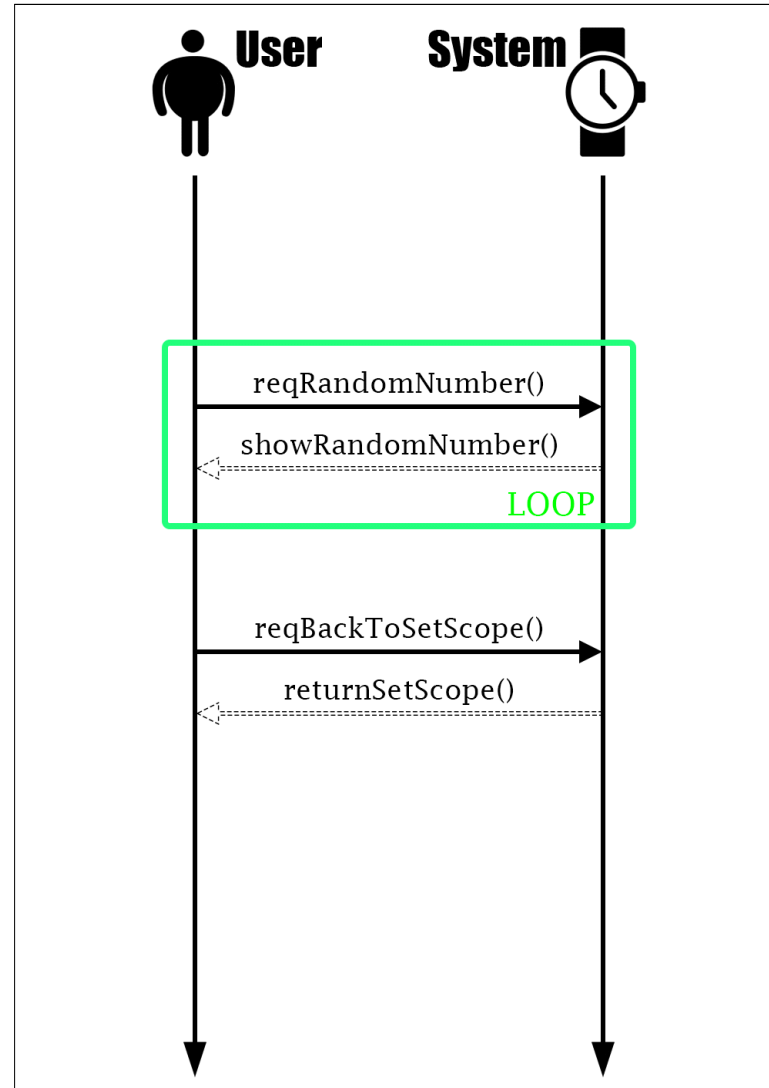 User
System
reqRandomNumber()
showRandomNumber()
LOOP
reqBackToSetScope()
returnSetScope()